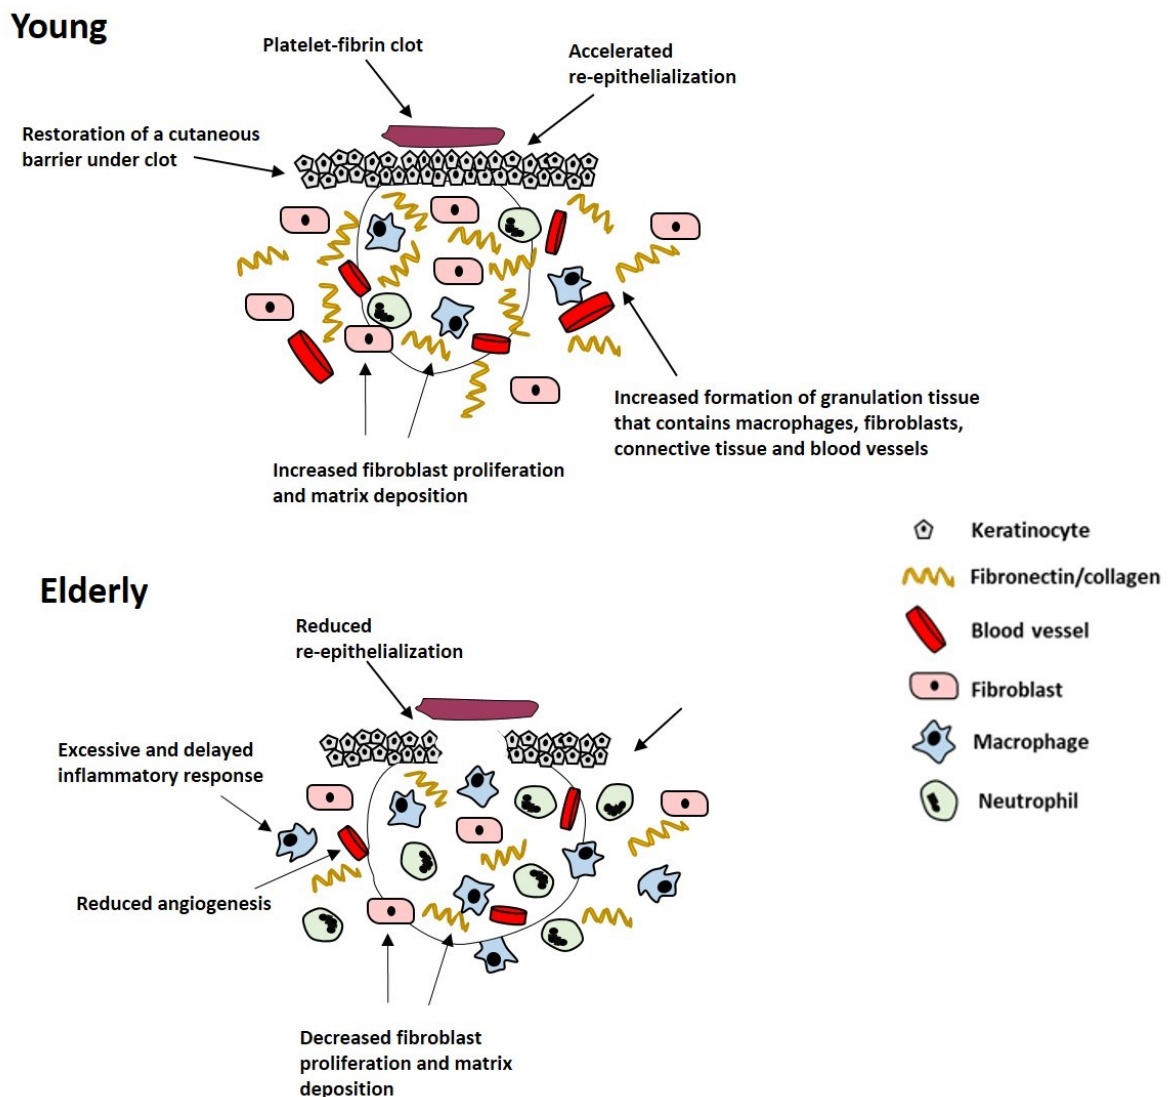 Young
Platelet-fibrin clot
Accelerated
re-epithelialization
Restoration of a cutaneous
barrier under clot
Increased formation of granulation tissue
that contains macrophages, fibroblasts,
connective tissue and blood vessels
Increased fibroblast proliferation
and matrix deposition
Keratinocyte
Fibronectin/collagen
Blood vessel
Fibroblast
Macrophage
Neutrophil
Elderly
Reduced
re-epithelialization
Excessive and delayed
inflammatory response
Reduced angiogenesis
Decreased fibroblast
proliferation and matrix
deposition